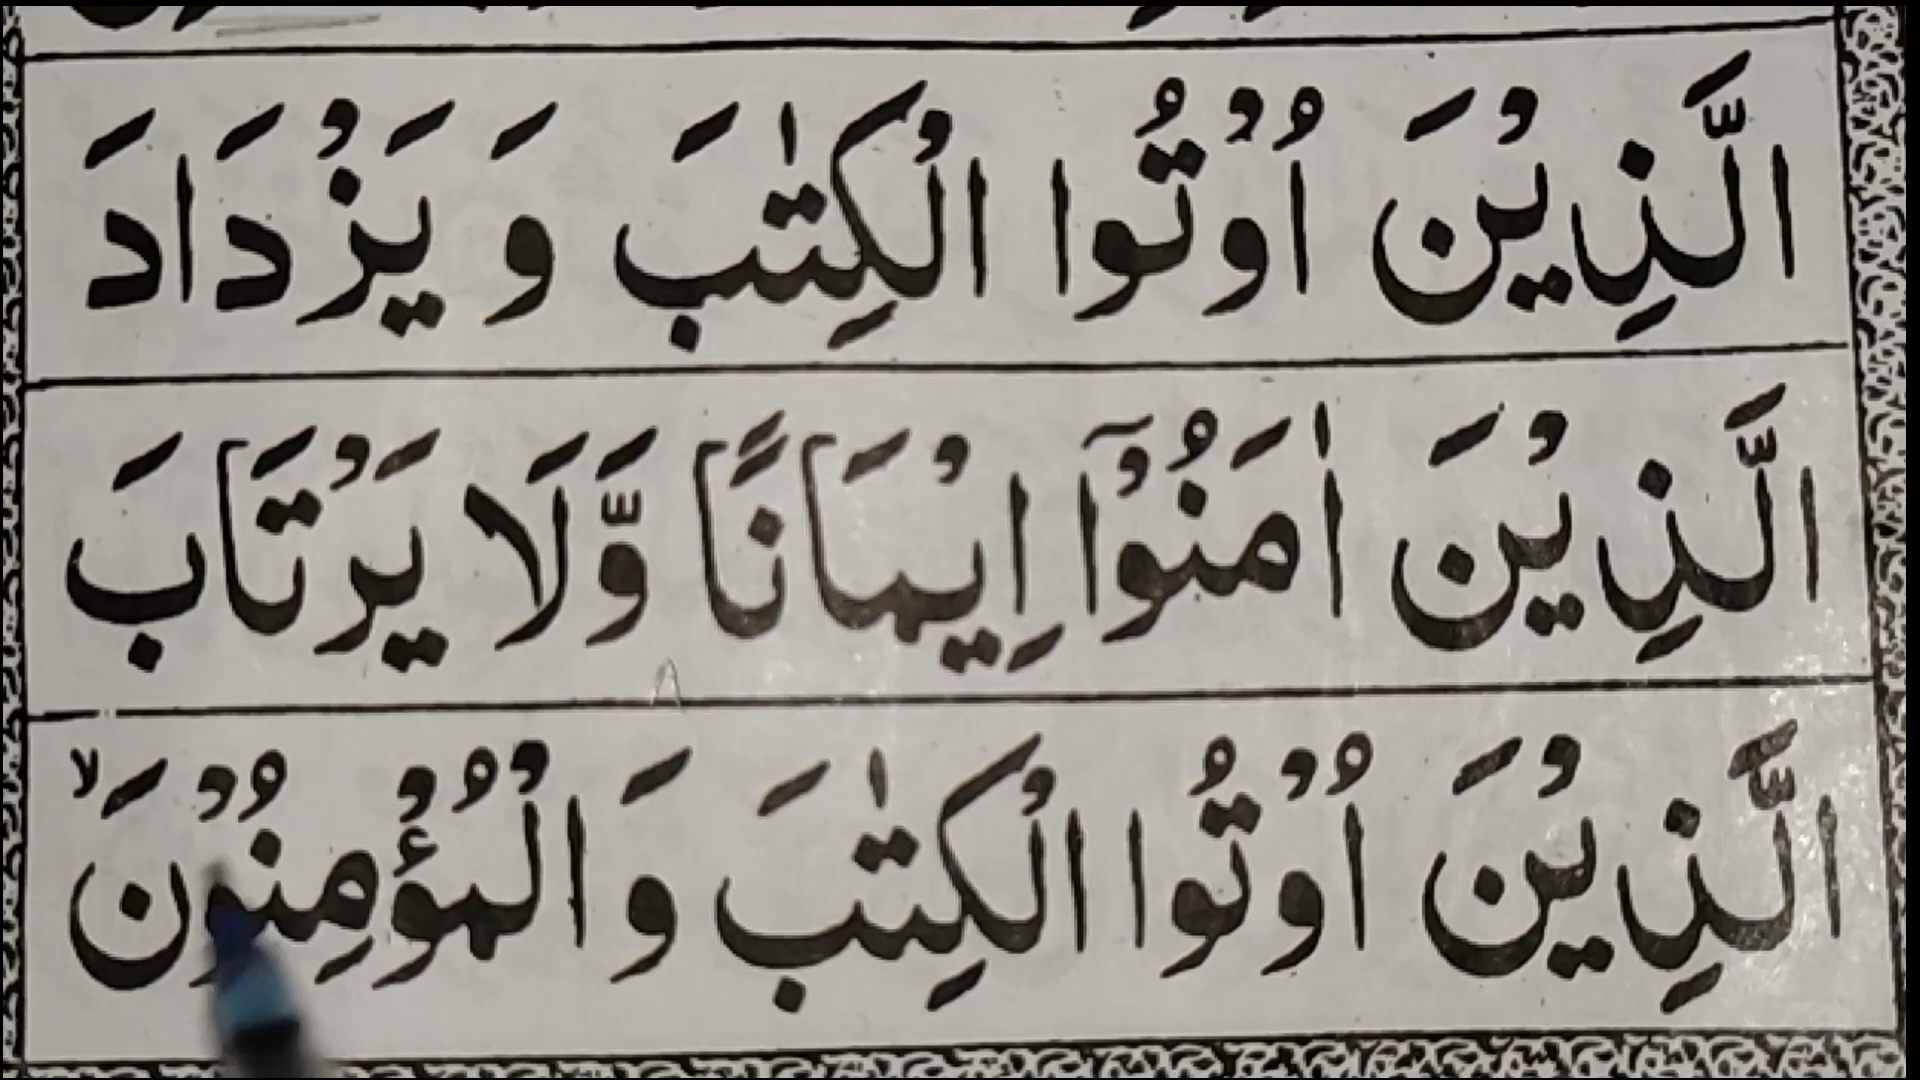 الَّذِيْنَ اُوْتُوا الْكِتٰبَ وَ يَزْدَادَ
الَّذِيْنَ اٰمَنُوْۤا اِيْمَانًا وَّلَا يَرْتَابَ
الَّذِيْنَ اُوْتُوا الْكِتٰبَ وَ الْمُؤْمِنُوْنَ ۙ